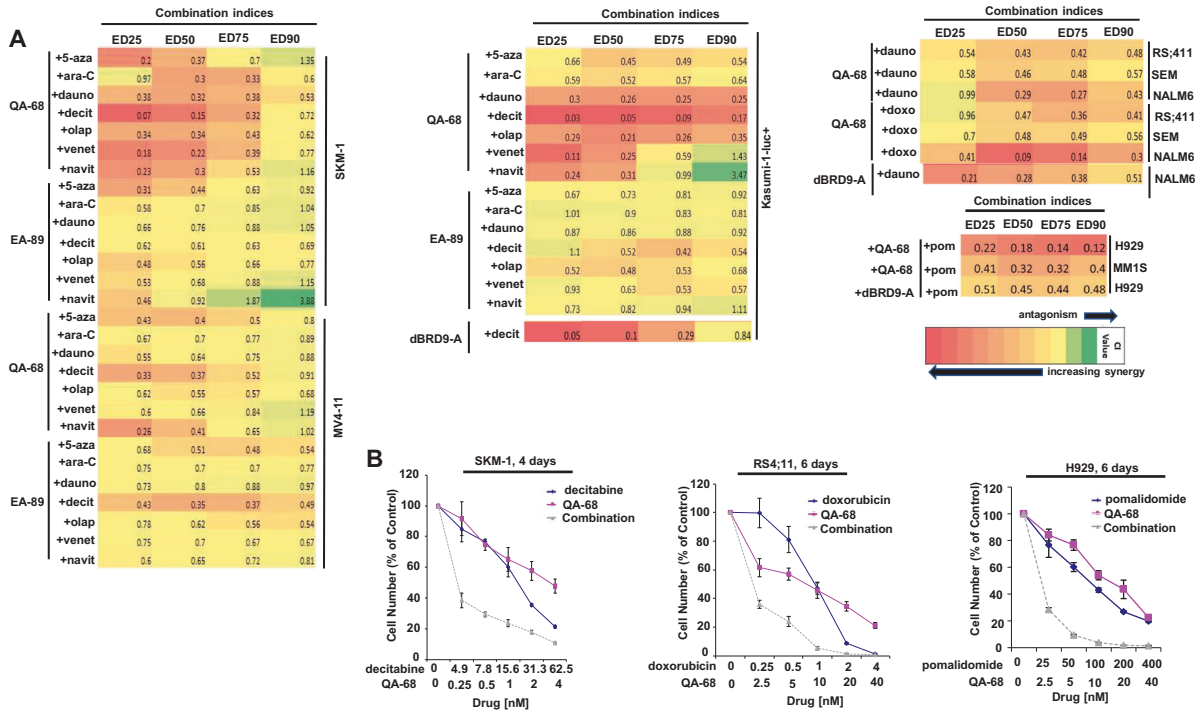 A
Combination indices
ED25 ED50 ED75 ED90
QA-68
+5-aza 0.2 0.37 0.7 1.35
+ara-C 0.97 0.3 0.33 0.6
+dauno 0.38 0.32 0.38 0.53
+decit 0.07 0.15 0.32 0.72
+olap 0.34 0.34 0.43 0.62
+venet 0.18 0.22 0.39 0.77
+navit 0.23 0.3 0.53 1.16
EA-89
+5-aza 0.31 0.44 0.63 0.92
+ara-C 0.58 0.7 0.85 1.04
+dauno 0.66 0.76 0.88 1.05
+decit 0.62 0.61 0.63 0.69
+olap 0.48 0.56 0.66 0.77
+venet 0.53 0.68 0.88 1.15
+navit 0.46 0.92 1.87 3.88
SKM-1
QA-68
+5-aza 0.43 0.4 0.5 0.8
+ara-C 0.67 0.7 0.77 0.89
+dauno 0.55 0.64 0.75 0.88
+decit 0.33 0.37 0.52 0.91
+olap 0.62 0.55 0.57 0.68
+venet 0.6 0.66 0.84 1.19
+navit 0.26 0.41 0.65 1.02
EA-89
+5-aza 0.68 0.51 0.48 0.54
+ara-C 0.75 0.7 0.7 0.77
+dauno 0.73 0.8 0.88 0.97
+decit 0.43 0.35 0.37 0.49
+olap 0.78 0.62 0.56 0.54
+venet 0.75 0.7 0.67 0.67
+navit 0.6 0.65 0.72 0.81
MV4-11
Combination indices
ED25 ED50 ED75 ED90
QA-68
+5-aza 0.66 0.45 0.49 0.54
+ara-C 0.59 0.52 0.57 0.64
+dauno 0.3 0.26 0.25 0.25
+decit 0.03 0.05 0.09 0.17
+olap 0.29 0.21 0.26 0.35
+venet 0.11 0.25 0.59 1.43
+navit 0.24 0.31 0.99 3.47
EA-89
+5-aza 0.67 0.73 0.81 0.92
+ara-C 1.01 0.9 0.83 0.81
+dauno 0.87 0.86 0.88 0.92
+decit 1.1 0.52 0.42 0.54
+olap 0.52 0.48 0.53 0.68
+venet 0.93 0.63 0.53 0.57
+navit 0.73 0.82 0.94 1.11
dBRD9-A +decit 0.05 0.1 0.29 0.84
Kasumi-1-luc+
Combination indices
ED25 ED50 ED75 ED90
QA-68
+dauno 0.54 0.43 0.42 0.48 RS;411
+dauno 0.58 0.46 0.48 0.57 SEM
+dauno 0.99 0.29 0.27 0.43 NALM6
QA-68
+doxo 0.96 0.47 0.36 0.41 RS;411
+doxo 0.7 0.48 0.49 0.56 SEM
+doxo 0.41 0.09 0.14 0.3 NALM6
dBRD9-A +dauno 0.21 0.28 0.38 0.51 NALM6
Combination indices
ED25 ED50 ED75 ED90
+QA-68 +pom 0.22 0.18 0.14 0.12 H929
+QA-68 +pom 0.41 0.32 0.32 0.4 MM1S
+dBRD9-A +pom 0.51 0.45 0.44 0.48 H929
antagonism
CI Value
increasing synergy
B
SKM-1, 4 days
decitabine
QA-68
Combination
Cell Number (% of Control)
120
100
80
60
40
20
0
decitabine 0 4.9 7.8 15.6 31.3 62.5
QA-68 0 0.25 0.5 1 2 4
Drug [nM]
RS4;11, 6 days
doxorubicin
QA-68
Combination
Cell Number (% of Control)
120
100
80
60
40
20
0
doxorubicin 0 0.25 0.5 1 2 4
QA-68 0 2.5 5 10 20 40
Drug [nM]
H929, 6 days
pomalidomide
QA-68
Combination
Cell Number (% of Control)
120
100
80
60
40
20
0
pomalidomide 0 25 50 100 200 400
QA-68 0 2.5 5 10 20 40
Drug [nM]